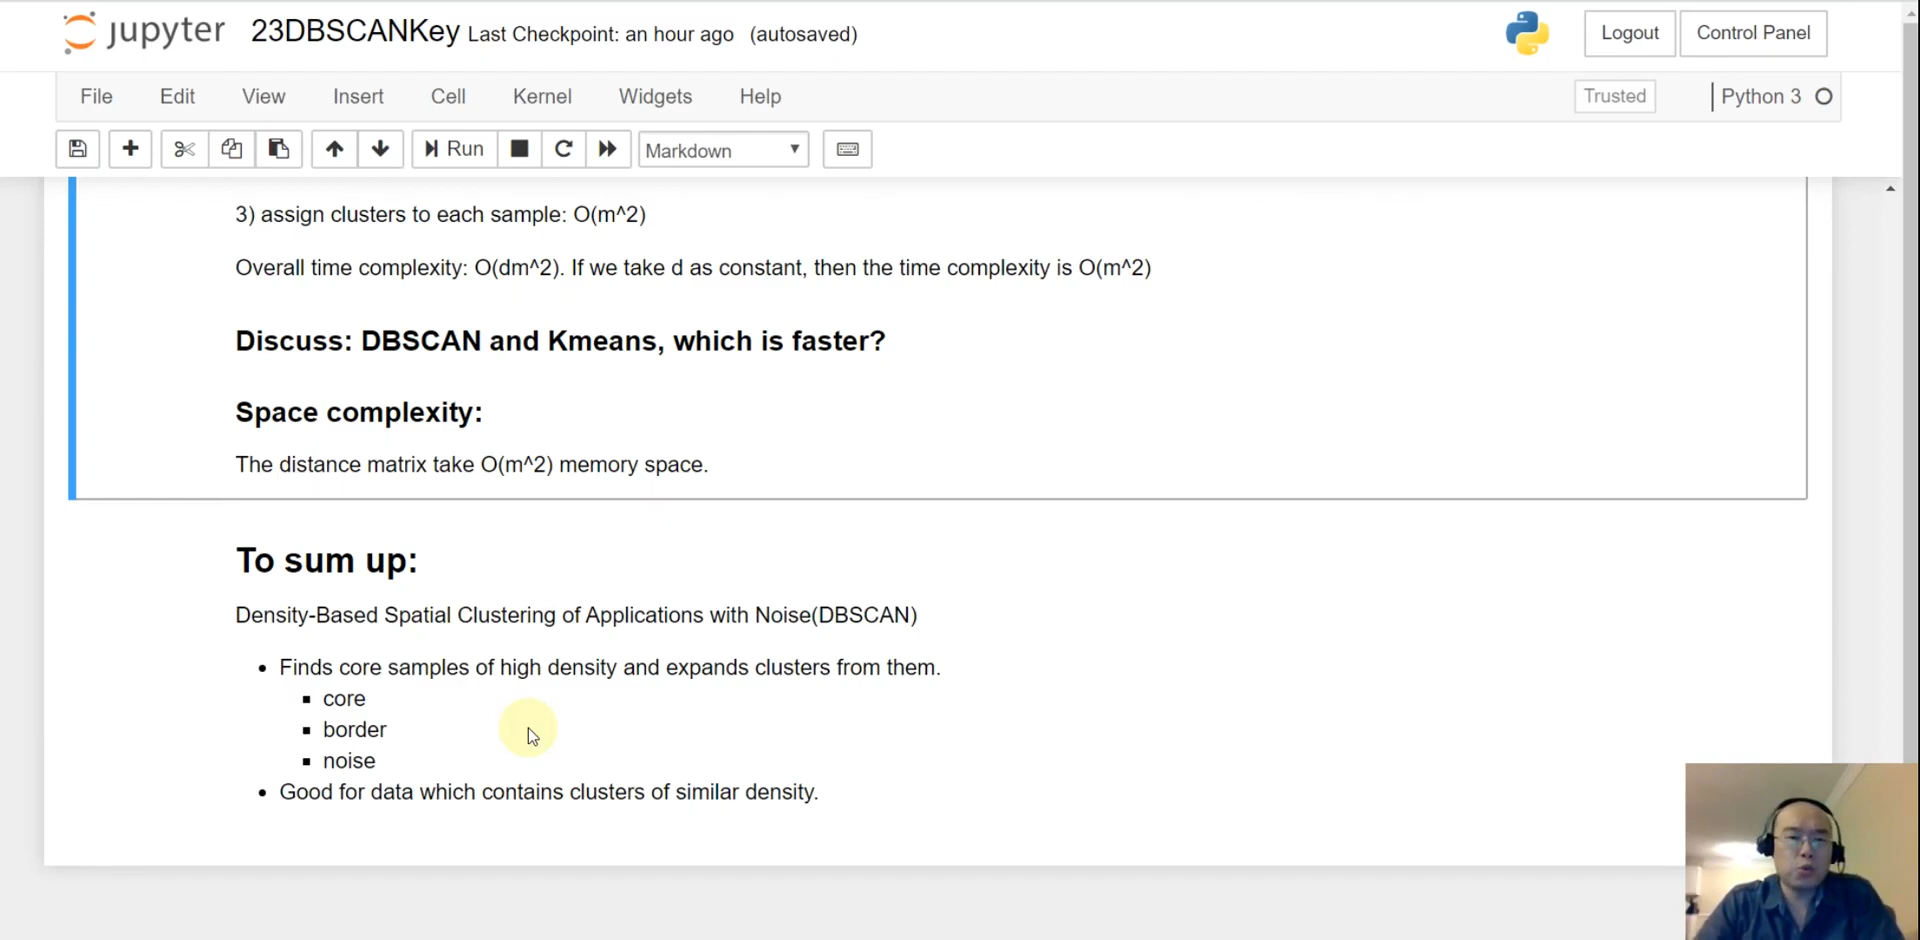 jupyter 23DBSCANKey Last Checkpoint: an hour ago (autosaved) Logout Control Panel
File Edit View Insert Cell Kernel Widgets Help Trusted Python 3
Run Markdown
3) assign clusters to each sample: O(m^2)
Overall time complexity: O(dm^2). If we take d as constant, then the time complexity is O(m^2)
Discuss: DBSCAN and Kmeans, which is faster?
Space complexity:
The distance matrix take O(m^2) memory space.
To sum up:
Density-Based Spatial Clustering of Applications with Noise(DBSCAN)
• Finds core samples of high density and expands clusters from them.
▪ core
▪ border
▪ noise
• Good for data which contains clusters of similar density.